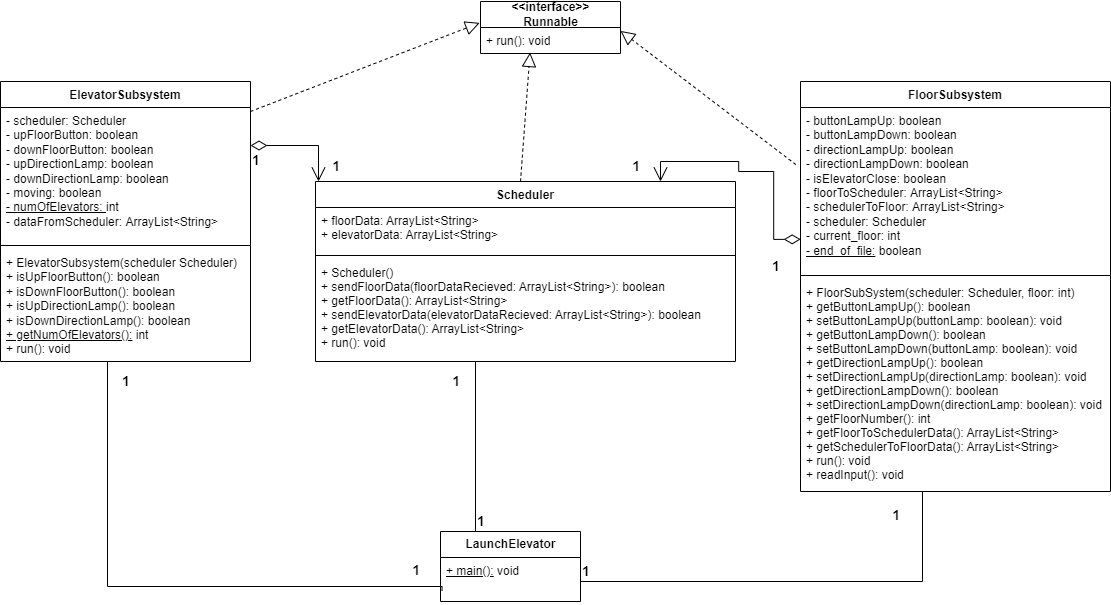 <<interface>>
Runnable
+ run(): void
ElevatorSubsystem
- scheduler: Scheduler
- upFloorButton: boolean
- downFloorButton: boolean
- upDirectionLamp: boolean
- downDirectionLamp: boolean
- moving: boolean
- numOfElevators: int
- dataFromScheduler: ArrayList<String>
+ ElevatorSubsystem(scheduler Scheduler)
+ isUpFloorButton(): boolean
+ isDownFloorButton(): boolean
+ isUpDirectionLamp(): boolean
+ isDownDirectionLamp(): boolean
+ getNumOfElevators(): int
+ run(): void
1
1
Scheduler
+ floorData: ArrayList<String>
+ elevatorData: ArrayList<String>
+ Scheduler()
+ sendFloorData(floorDataRecieved: ArrayList<String>): boolean
+ getFloorData(): ArrayList<String>
+ sendElevatorData(elevatorDataRecieved: ArrayList<String>): boolean
+ getElevatorData(): ArrayList<String>
+ run(): void
1
1
FloorSubsystem
- buttonLampUp: boolean
- buttonLampDown: boolean
- directionLampUp: boolean
- directionLampDown: boolean
- isElevatorClose: boolean
- floorToScheduler: ArrayList<String>
- schedulerToFloor: ArrayList<String>
- scheduler: Scheduler
- current_floor: int
- end_of_file: boolean
+ FloorSubSystem(scheduler: Scheduler, floor: int)
+ getButtonLampUp(): boolean
+ setButtonLampUp(buttonLamp: boolean): void
+ getButtonLampDown(): boolean
+ setButtonLampDown(buttonLamp: boolean): void
+ getDirectionLampUp(): boolean
+ setDirectionLampUp(directionLamp: boolean): void
+ getDirectionLampDown(): boolean
+ setDirectionLampDown(directionLamp: boolean): void
+ getFloorNumber(): int
+ getFloorToSchedulerData(): ArrayList<String>
+ getSchedulerToFloorData(): ArrayList<String>
+ run(): void
+ readInput(): void
1
1
1
1
LaunchElevator
+ main(): void
1
1